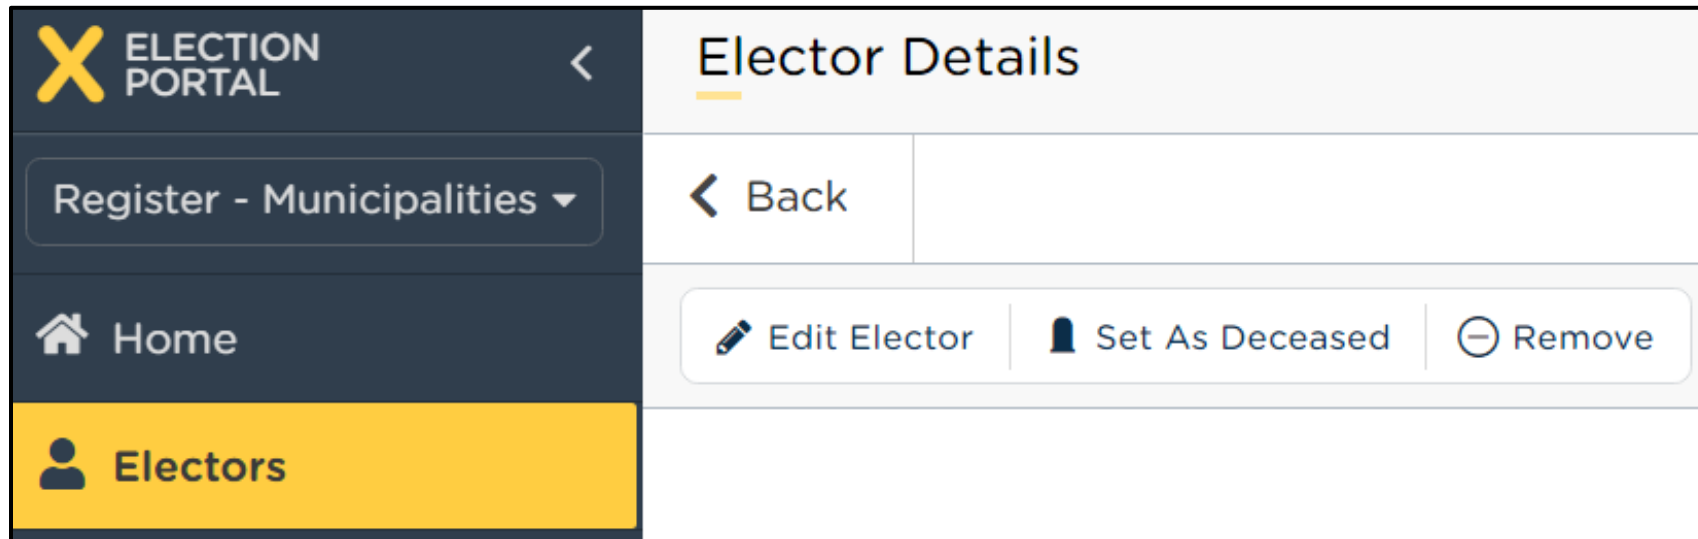 ELECTION
PORTAL
Register - Municipalities
Home
Electors
Elector Details
Back
Edit Elector
Set As Deceased
Remove